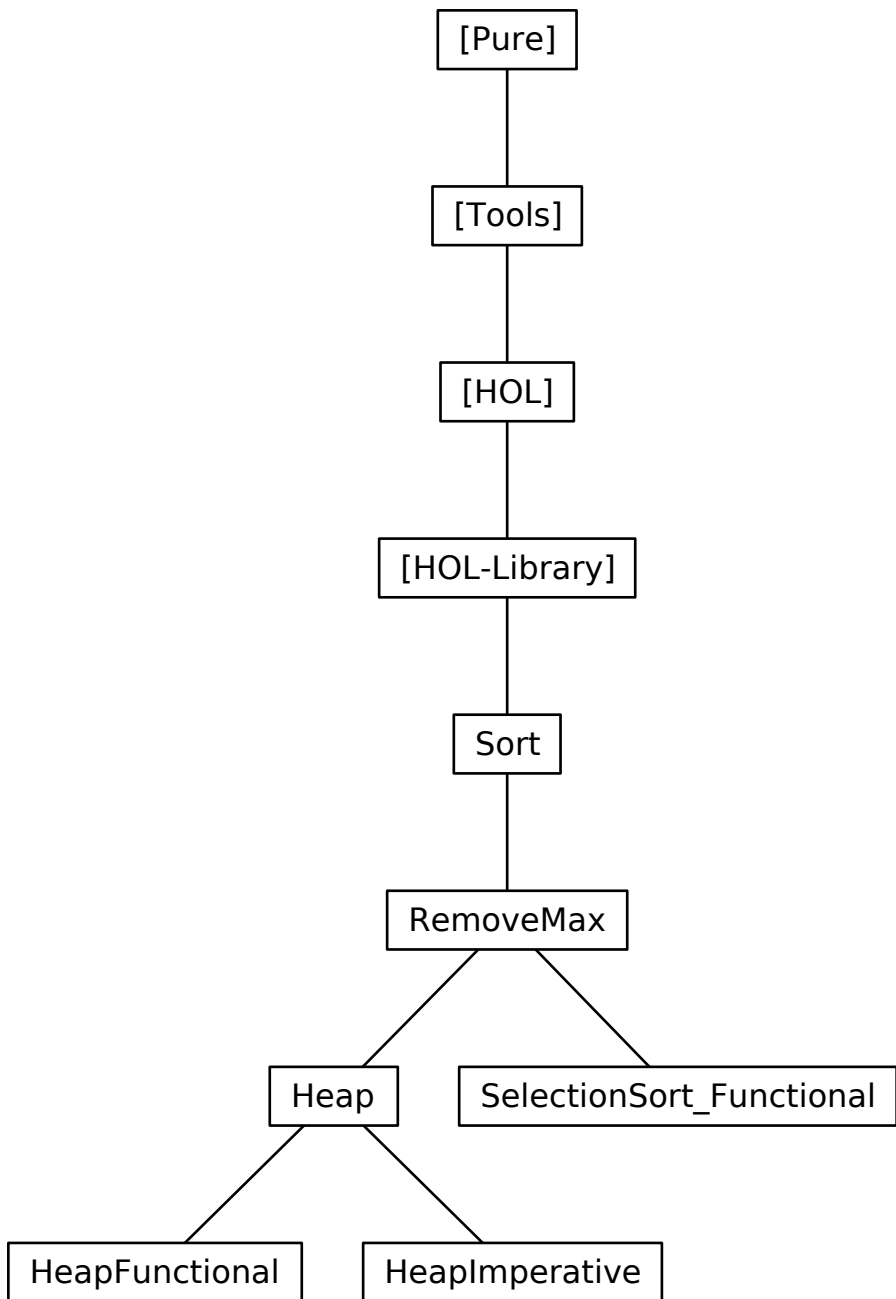 [Pure]
[Tools]
[HOL]
[HOL-Library]
Sort
RemoveMax
Heap
SelectionSort_Functional
HeapFunctional
HeapImperative